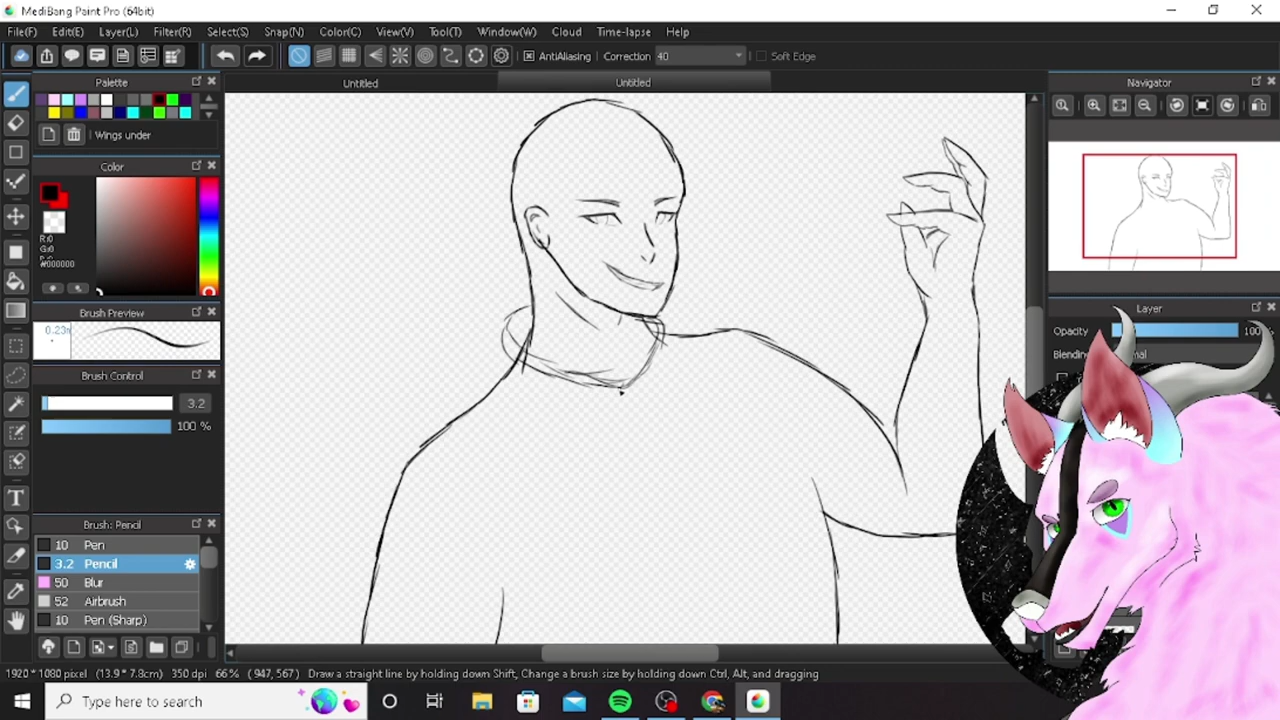 MediBang Paint Pro (64bit)
File(F) Edit(E) Layer(L) Filter(R) Select(S) Snap(N) Color(C) View(V) Tool(T) Window(W) Cloud Time-lapse Help
AntiAliasing Correction 40 Soft Edge
Palette Untitled Untitled Navigator
Wings under
Color
R:0
G:0
#000000
Brush Preview Layer
Opacity 100
Brush Control
3.2
100 %
T
Brush: Pencil
10 Pen
3.2 Pencil
50 Blur
52 Airbrush
10 Pen (Sharp)
1920 * 1080 pixel (13.9 * 7.8cm) 350 dpi 66 % ( 947, 567) Draw a straight line by holding down Shift, Change a brush size by holding down Ctrl, Alt, and dragging
Type here to search